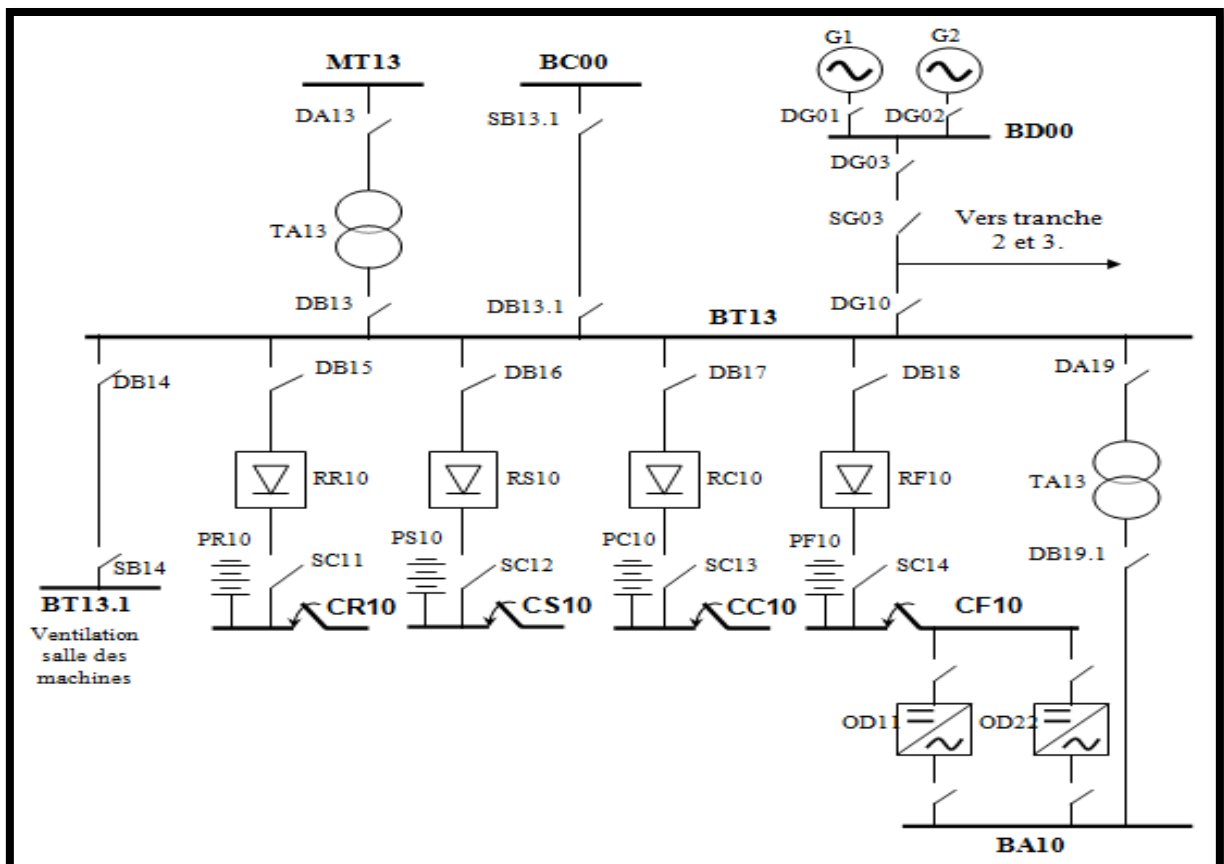 G1
G2
MT13
BC00
DA13
SB13.1
DG01
DG02
BD00
DG03
TA13
SG03
Vers tranche
2 et 3.
DB13
DB13.1
DG10
BT13
DB14
DB15
DB16
DB17
DB18
DA19
RR10
RS10
RC10
RF10
TA13
PR10
PS10
PC10
PF10
DB19.1
SB14
SC11
SC12
SC13
SC14
BT13.1
CR10
CS10
CC10
CF10
Ventilation
salle des
machines
OD11
OD22
BA10